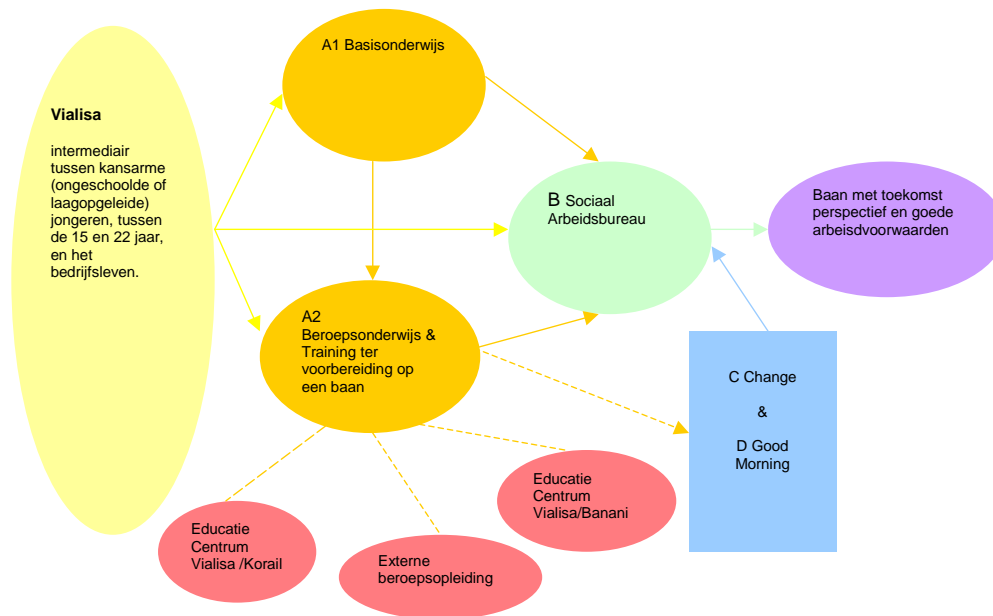 Vialisa
intermediair
tussen kansarme
(ongeschoolde of
laagopgeleide)
jongeren, tussen
de 15 en 22 jaar,
en het
bedrijfsleven.
A1 Basisonderwijs
A2
Beroepsonderwijs &
Training ter
voorbereiding op
een baan
B Sociaal
Arbeidsbureau
Baan met toekomst
perspectief en goede
arbeisdvoorwaarden
C Change
&
D Good
Morning
Educatie
Centrum
Vialisa /Korail
Externe
beroepsopleiding
Educatie
Centrum
Vialisa/Banani